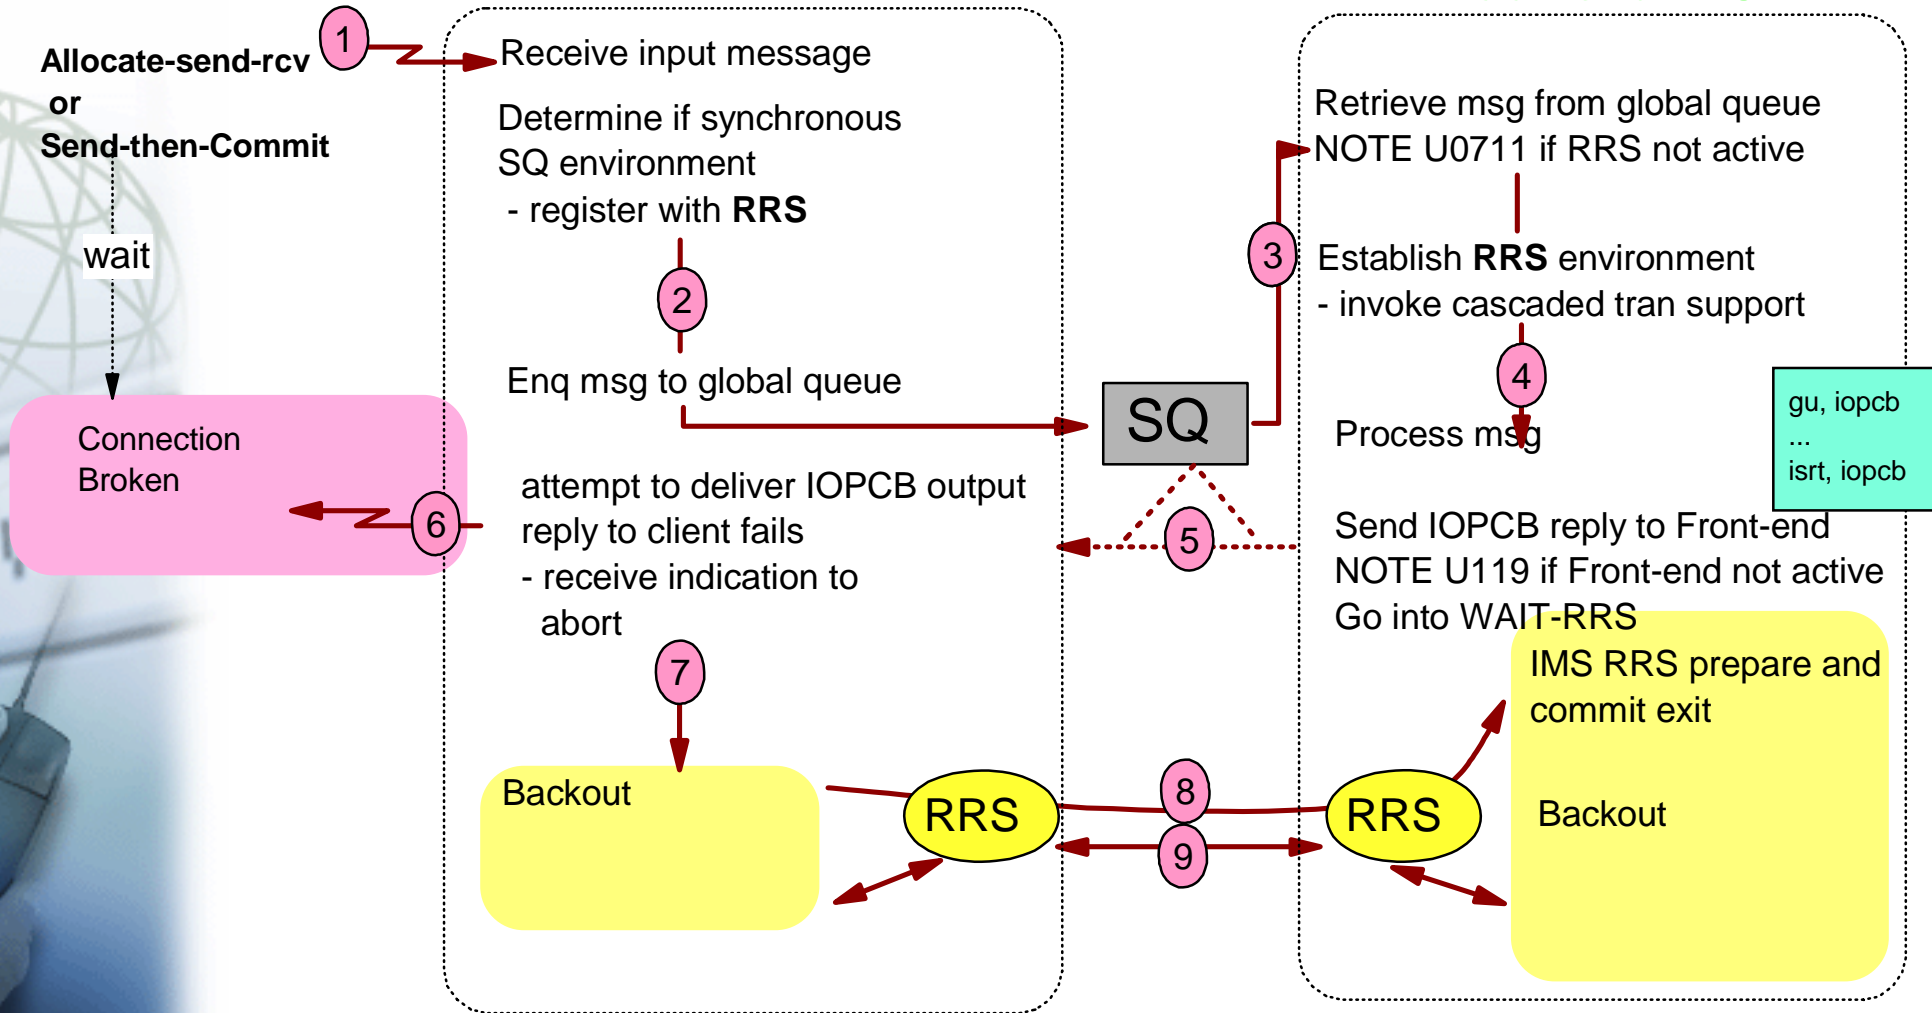 Allocate-send-rcv
or
Send-then-Commit
wait
Connection
Broken
1
Receive input message
Determine if synchronous
SQ environment
- register with RRS
2
Enq msg to global queue
attempt to deliver IOPCB output
reply to client fails
- receive indication to
abort
6
7
Backout
RRS
SQ
3
5
8
9
Retrieve msg from global queue
NOTE U0711 if RRS not active
Establish RRS environment
- invoke cascaded tran support
4
Process msg
gu, iopcb
...
isrt, iopcb
Send IOPCB reply to Front-end
NOTE U119 if Front-end not active
Go into WAIT-RRS
IMS RRS prepare and
commit exit
RRS
Backout